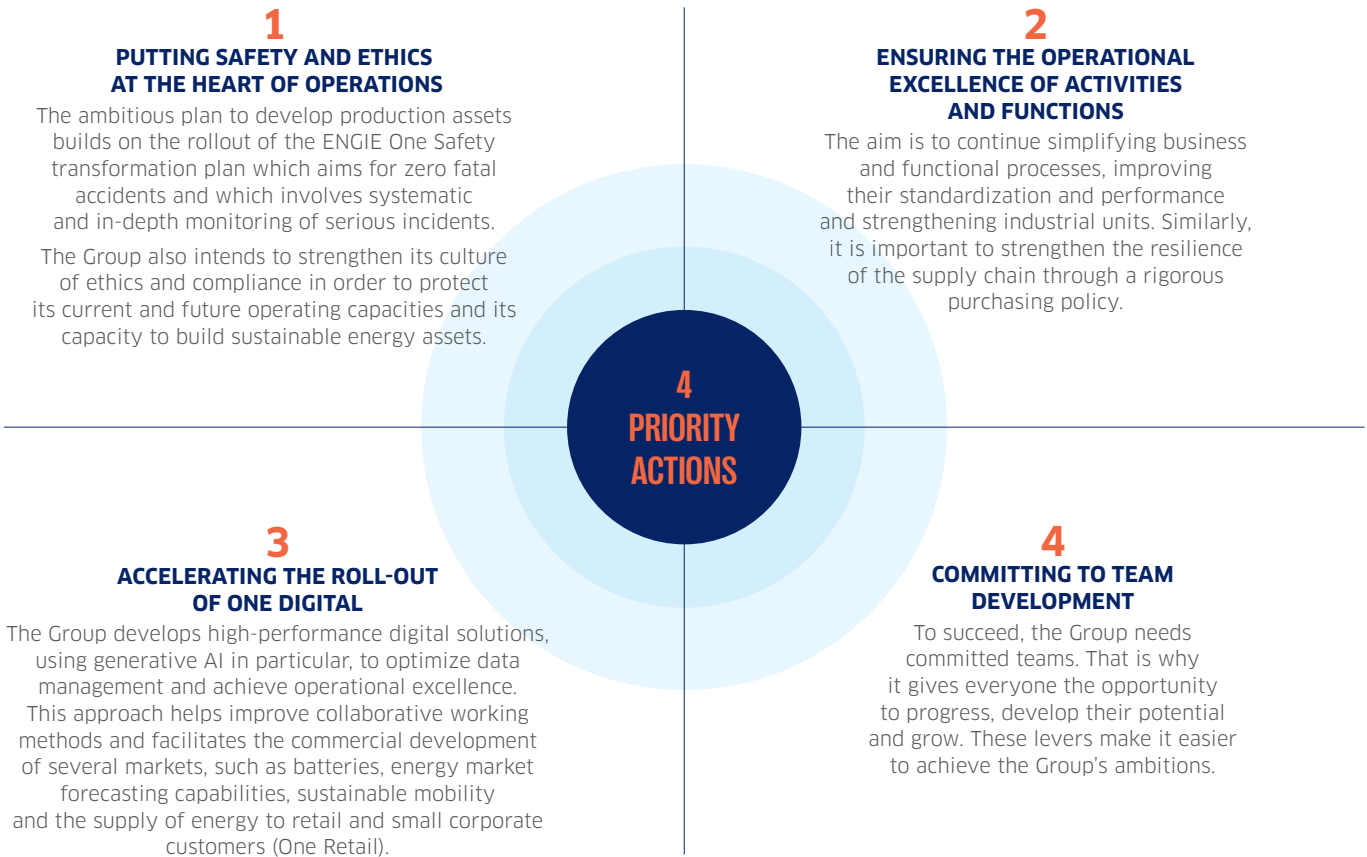 1
PUTTING SAFETY AND ETHICS
AT THE HEART OF OPERATIONS
The ambitious plan to develop production assets
builds on the rollout of the ENGIE One Safety
transformation plan which aims for zero fatal
accidents and which involves systematic
and in-depth monitoring of serious incidents.
The Group also intends to strengthen its culture
of ethics and compliance in order to protect
its current and future operating capacities and its
capacity to build sustainable energy assets.
2
ENSURING THE OPERATIONAL
EXCELLENCE OF ACTIVITIES
AND FUNCTIONS
The aim is to continue simplifying business
and functional processes, improving
their standardization and performance
and strengthening industrial units. Similarly,
it is important to strengthen the resilience
of the supply chain through a rigorous
purchasing policy.
4
PRIORITY
ACTIONS
3
ACCELERATING THE ROLL-OUT
OF ONE DIGITAL
The Group develops high-performance digital solutions,
using generative AI in particular, to optimize data
management and achieve operational excellence.
This approach helps improve collaborative working
methods and facilitates the commercial development
of several markets, such as batteries, energy market
forecasting capabilities, sustainable mobility
and the supply of energy to retail and small corporate
customers (One Retail).
4
COMMITTING TO TEAM
DEVELOPMENT
To succeed, the Group needs
committed teams. That is why
it gives everyone the opportunity
to progress, develop their potential
and grow. These levers make it easier
to achieve the Group's ambitions.